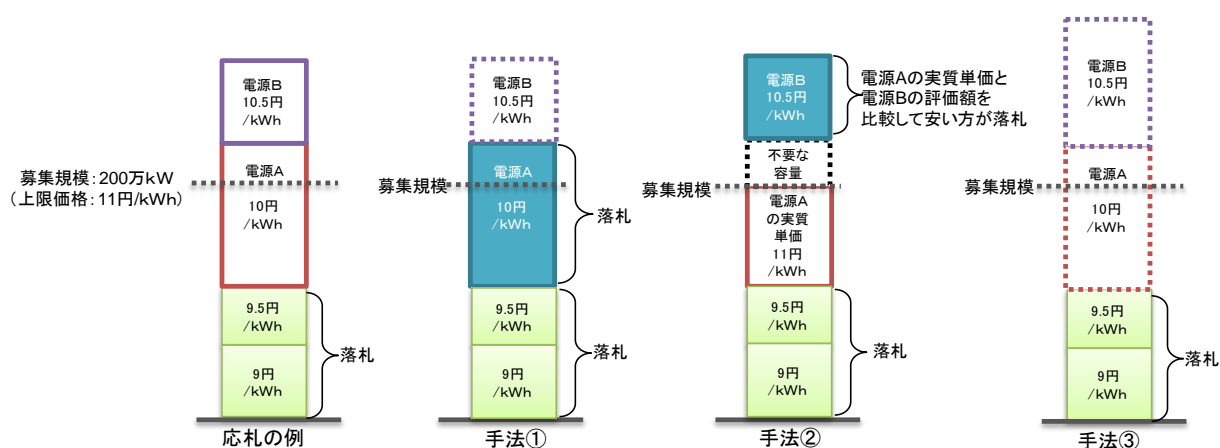 募集規模：200万kW
（上限価格：11円/kWh）
電源B
10.5円
/kWh
電源A
10円
/kWh
9.5円
/kWh
9円
/kWh
落札
応札の例
募集規模
電源B
10.5円
/kWh
電源A
10円
/kWh
落札
9.5円
/kWh
9円
/kWh
落札
手法①
募集規模
電源B
10.5円
/kWh
電源Aの実質単価と
電源Bの評価額を
比較して安い方が落札
不要な
容量
電源A
の実質
単価
11円
/kWh
9.5円
/kWh
9円
/kWh
落札
手法②
募集規模
電源B
10.5円
/kWh
電源A
10円
/kWh
9.5円
/kWh
9円
/kWh
落札
手法③